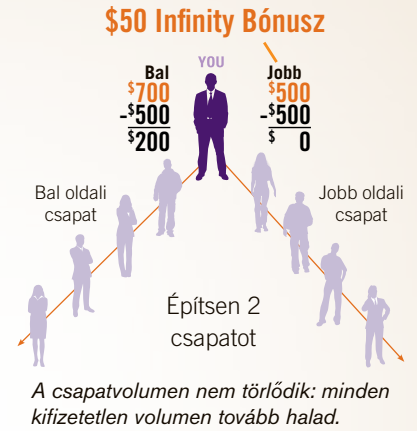 $50 Infinity Bónusz
YOU
Bal
$700
-$500
$200
Jobb
$500
-$500
$ 0
Bal oldali
csapat
Jobb oldali
csapat
Építsen 2
csapatot
A csapatvolumen nem törlődik: minden
kifizetetlen volumen tovább halad.